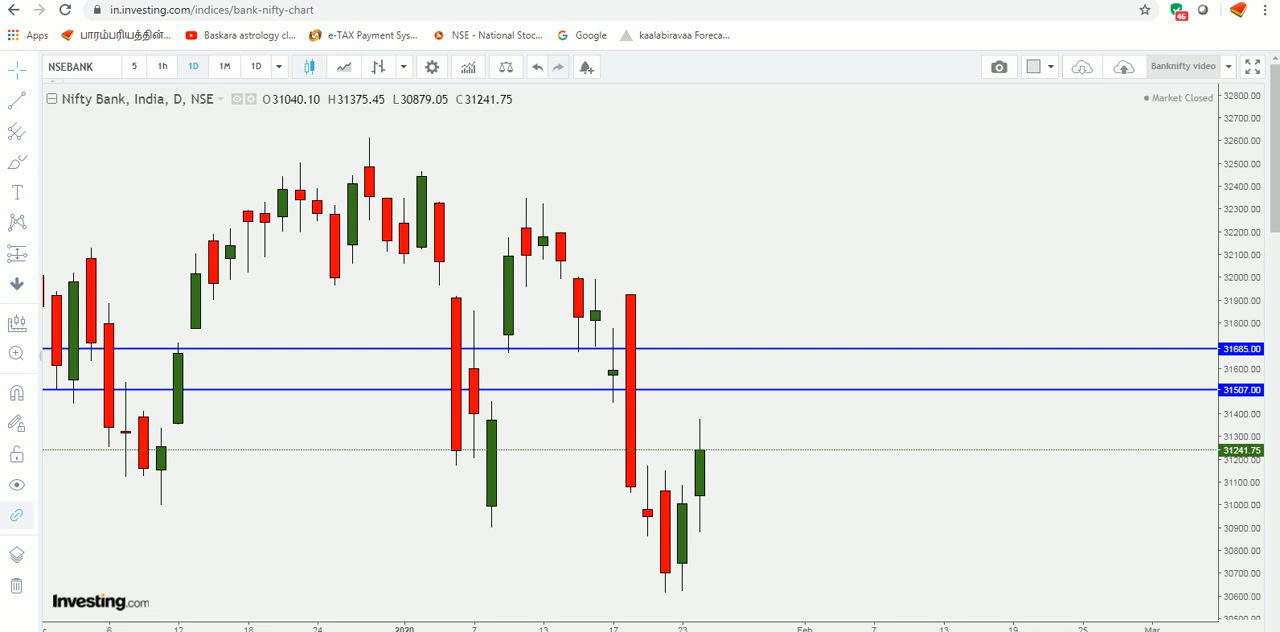 in.investing.com/indices/bank-nifty-chart
46
Apps
பாரம்பரியத்தின்...
Baskara astrology cl...
e-TAX Payment Sys...
NSE - National Stoc...
Google
kaalabiravaa Foreca...
NSEBANK
5
1h
1D
1M
1D
Banknifty video
Nifty Bank, India, D, NSE
O31040.10 H31375.45 L30879.05 C31241.75
Market Closed
32800.00
32700.00
32600.00
32500.00
32400.00
32300.00
32200.00
32100.00
32000.00
31900.00
31800.00
31685.00
31600.00
31507.00
31400.00
31300.00
31241.75
31200.00
31100.00
31000.00
30900.00
30800.00
30700.00
30600.00
Investing.com
6 12 18 24 2020 7 13 17 23 Feb 7 13 19 25 Mar